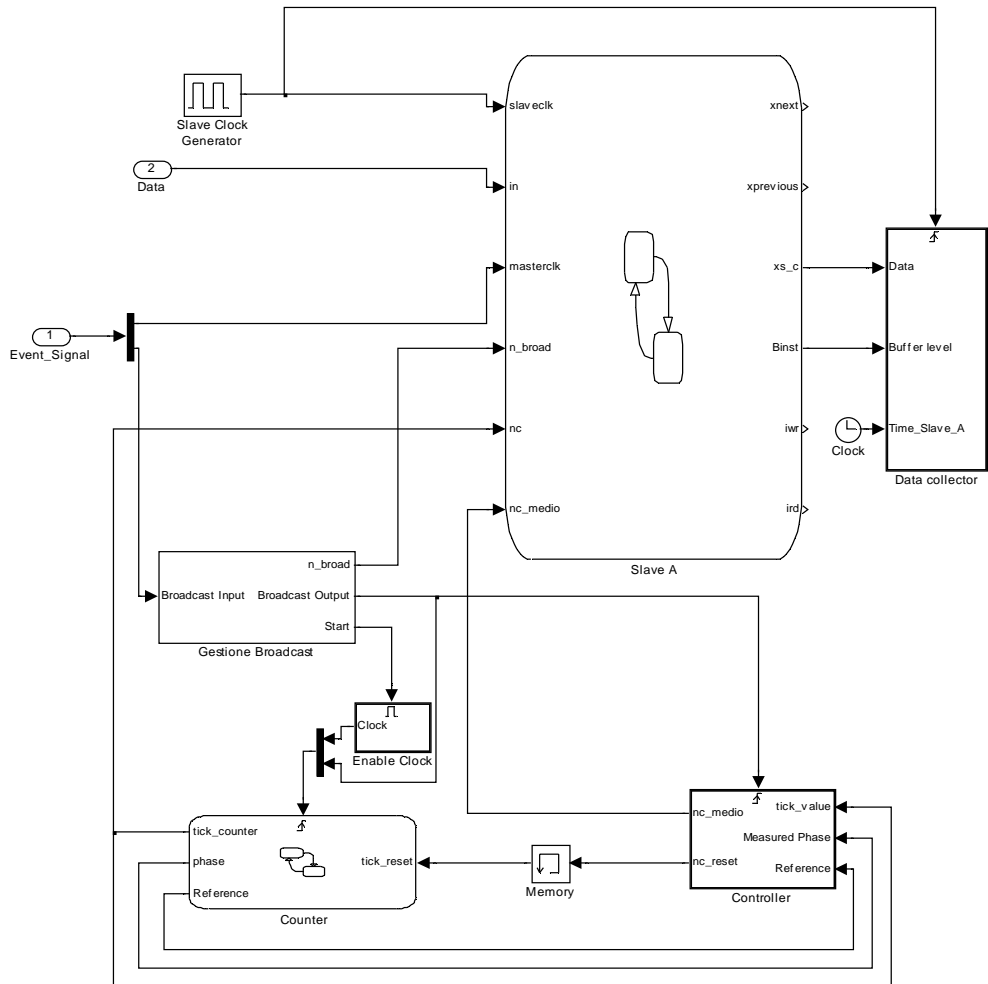 slaveclk
xnext
Slave Clock
Generator
2
Data
in
xprevious
masterclk
xs_c
Data
1
Event_Signal
n_broad
Binst
Buffer level
nc
iwr
Clock
Time_Slave_A
Data collector
nc_medio
ird
Slave A
n_broad
Broadcast Input
Broadcast Output
Start
Gestione Broadcast
Clock
Enable Clock
nc_medio
tick_value
tick_counter
Measured Phase
phase
tick_reset
nc_reset
Reference
Memory
Controller
Reference
Counter